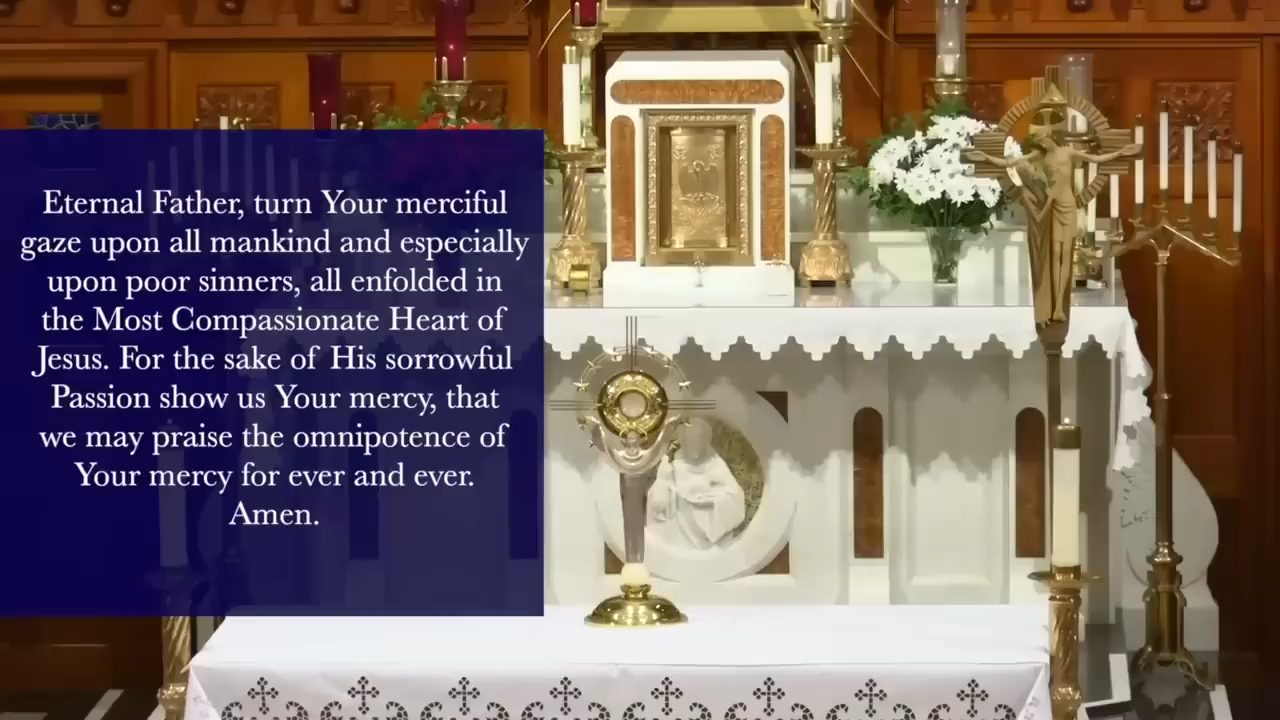 Eternal Father, turn Your merciful
gaze upon all mankind and especially
upon poor sinners, all enfolded in
the Most Compassionate Heart of
Jesus. For the sake of His sorrowful
Passion show us Your mercy, that
we may praise the omnipotence of
Your mercy for ever and ever.
Amen.